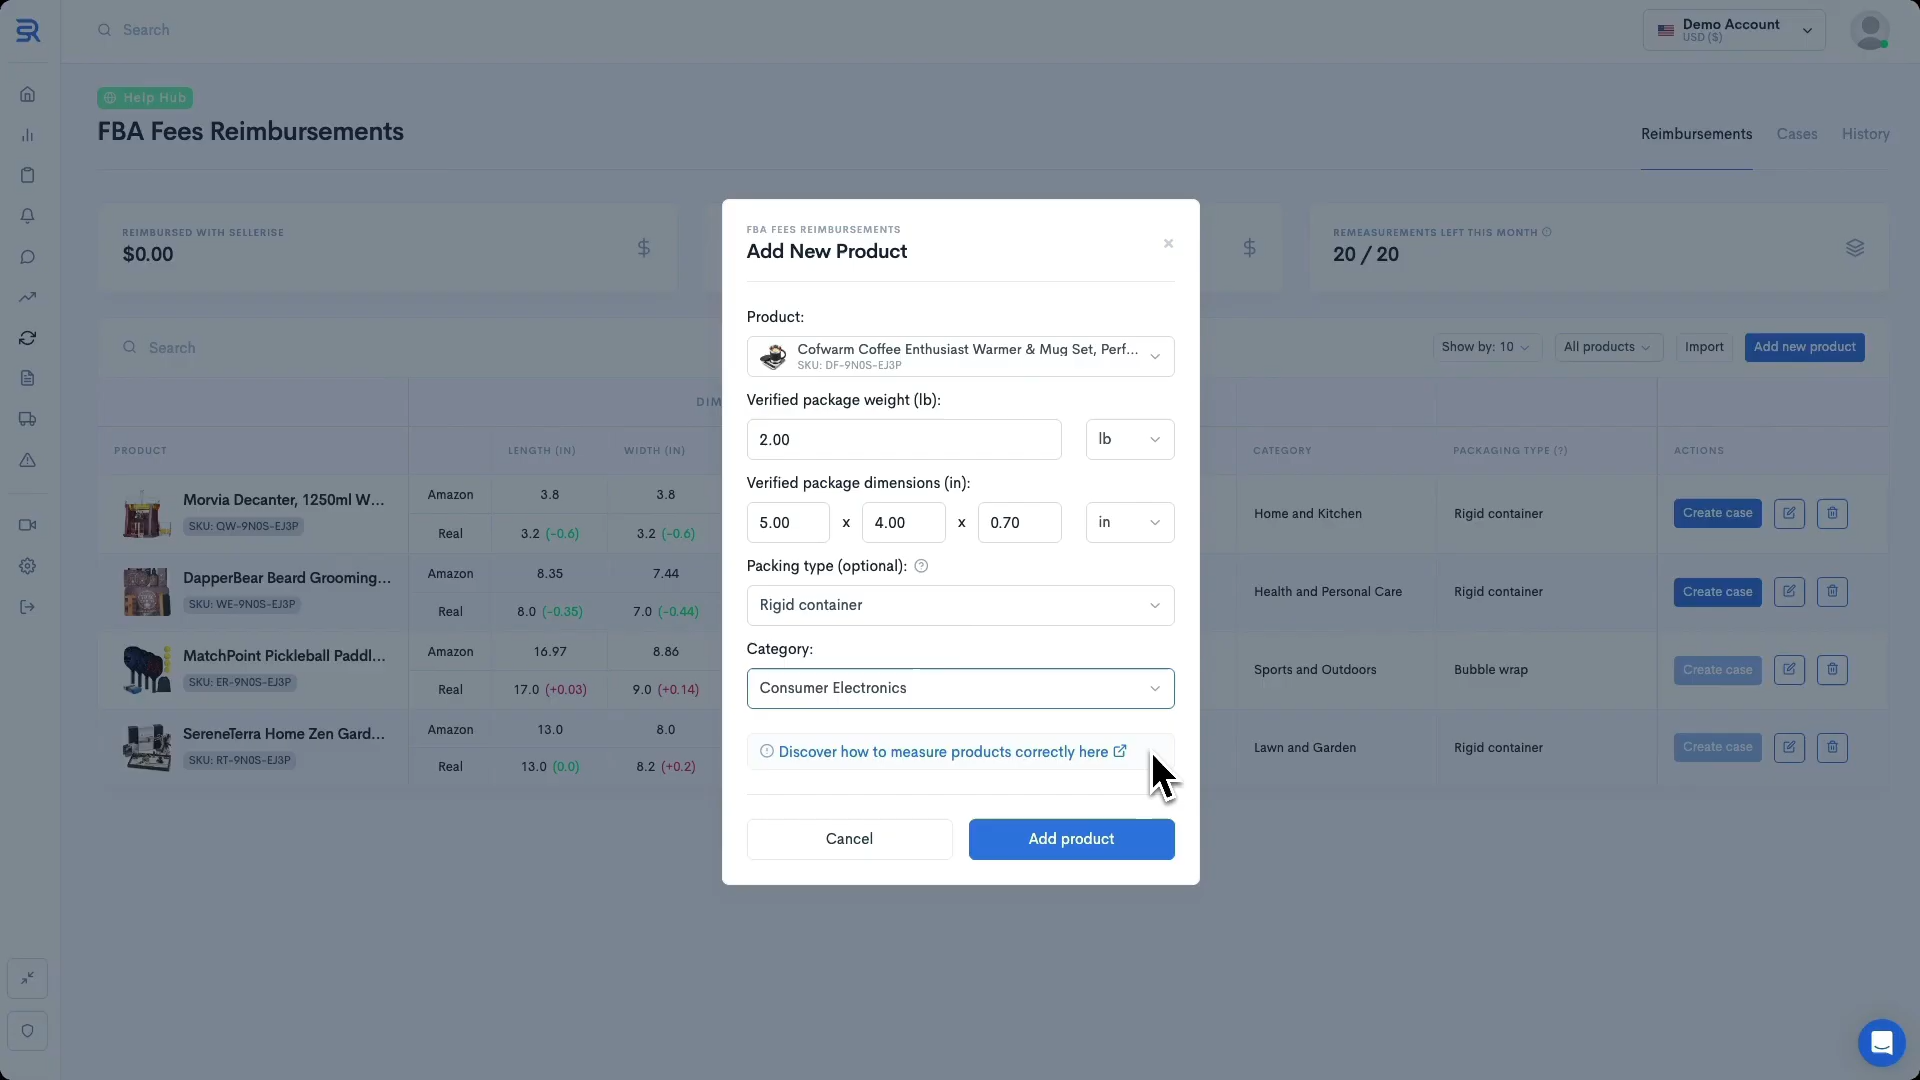 Search
Demo Account
USD ($)
Help Hub
FBA Fees Reimbursements
Reimbursements
Cases
History
REIMBURSED WITH SELLERISE
$0.00
$
$
REMEASUREMENTS LEFT THIS MONTH
20 / 20
Search
Show by: 10
All products
Import
Add new product
DIM
PRODUCT
LENGTH (IN)
WIDTH (IN)
CATEGORY
PACKAGING TYPE (?)
ACTIONS
Morvia Decanter, 1250ml W...
SKU: QW-9N0S-EJ3P
Amazon
3.8
3.8
Real
3.2 (-0.6)
3.2 (-0.6)
Home and Kitchen
Rigid container
Create case
DapperBear Beard Grooming...
SKU: WE-9N0S-EJ3P
Amazon
8.35
7.44
Real
8.0 (-0.35)
7.0 (-0.44)
Health and Personal Care
Rigid container
Create case
MatchPoint Pickleball Paddl...
SKU: ER-9N0S-EJ3P
Amazon
16.97
8.86
Real
17.0 (+0.03)
9.0 (+0.14)
Sports and Outdoors
Bubble wrap
Create case
SereneTerra Home Zen Gard...
SKU: RT-9N0S-EJ3P
Amazon
13.0
8.0
Real
13.0 (0.0)
8.2 (+0.2)
Lawn and Garden
Rigid container
Create case
FBA FEES REIMBURSEMENTS
Add New Product
Product:
Cofwarm Coffee Enthusiast Warmer & Mug Set, Perf...
SKU: DF-9N0S-EJ3P
Verified package weight (lb):
2.00
lb
Verified package dimensions (in):
5.00 x 4.00 x 0.70
in
Packing type (optional):
Rigid container
Category:
Consumer Electronics
Discover how to measure products correctly here
Cancel
Add product